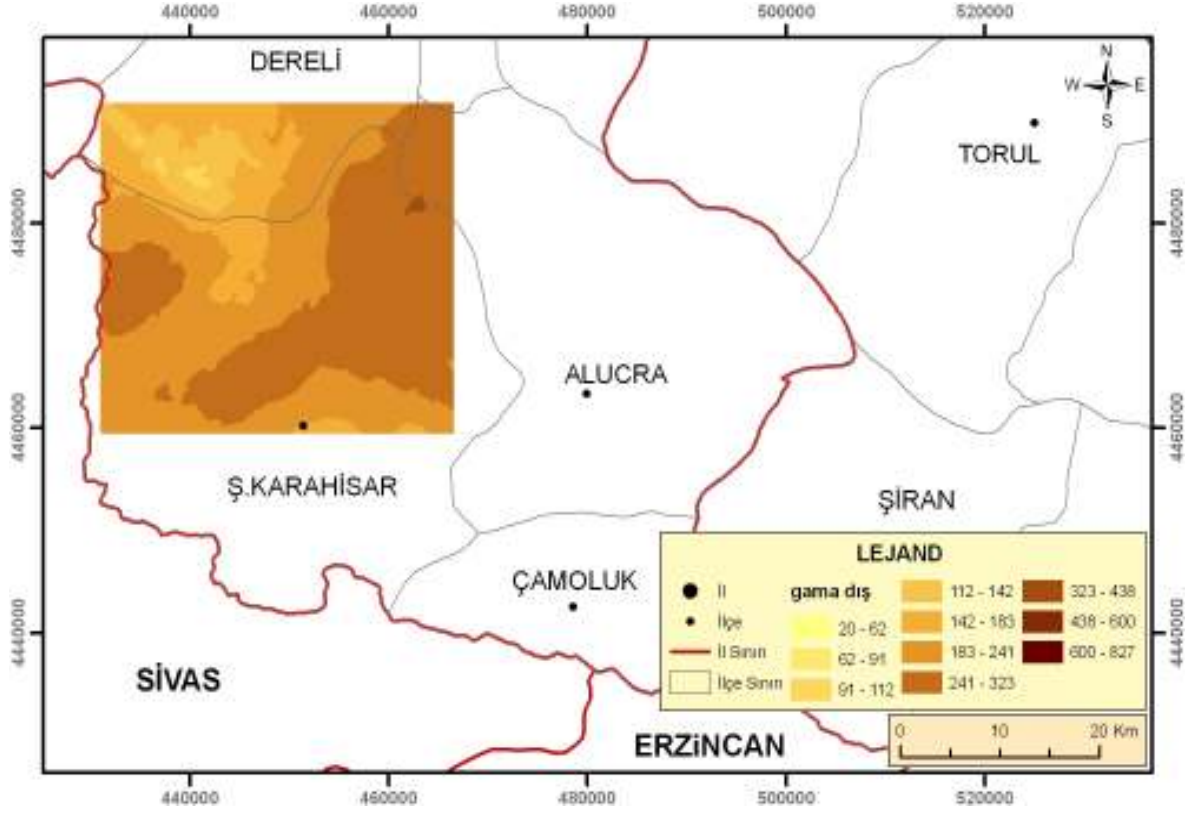 440000 460000 480000 500000 520000
DERELİ
N
W E
S
TORUL
4480000 4480000
ALUCRA
4460000 4460000
Ş.KARAHİSAR
ŞİRAN
ÇAMOLUK
LEJAND
İl
İlçe
İl Sınırı
İlçe Sınırı
gama dış
20 - 62
62 - 91
91 - 112
112 - 142
142 - 183
183 - 241
241 - 323
323 - 438
438 - 600
600 - 827
4440000 4440000
SİVAS
ERZİNCAN
0 10 20 Km
440000 460000 480000 500000 520000